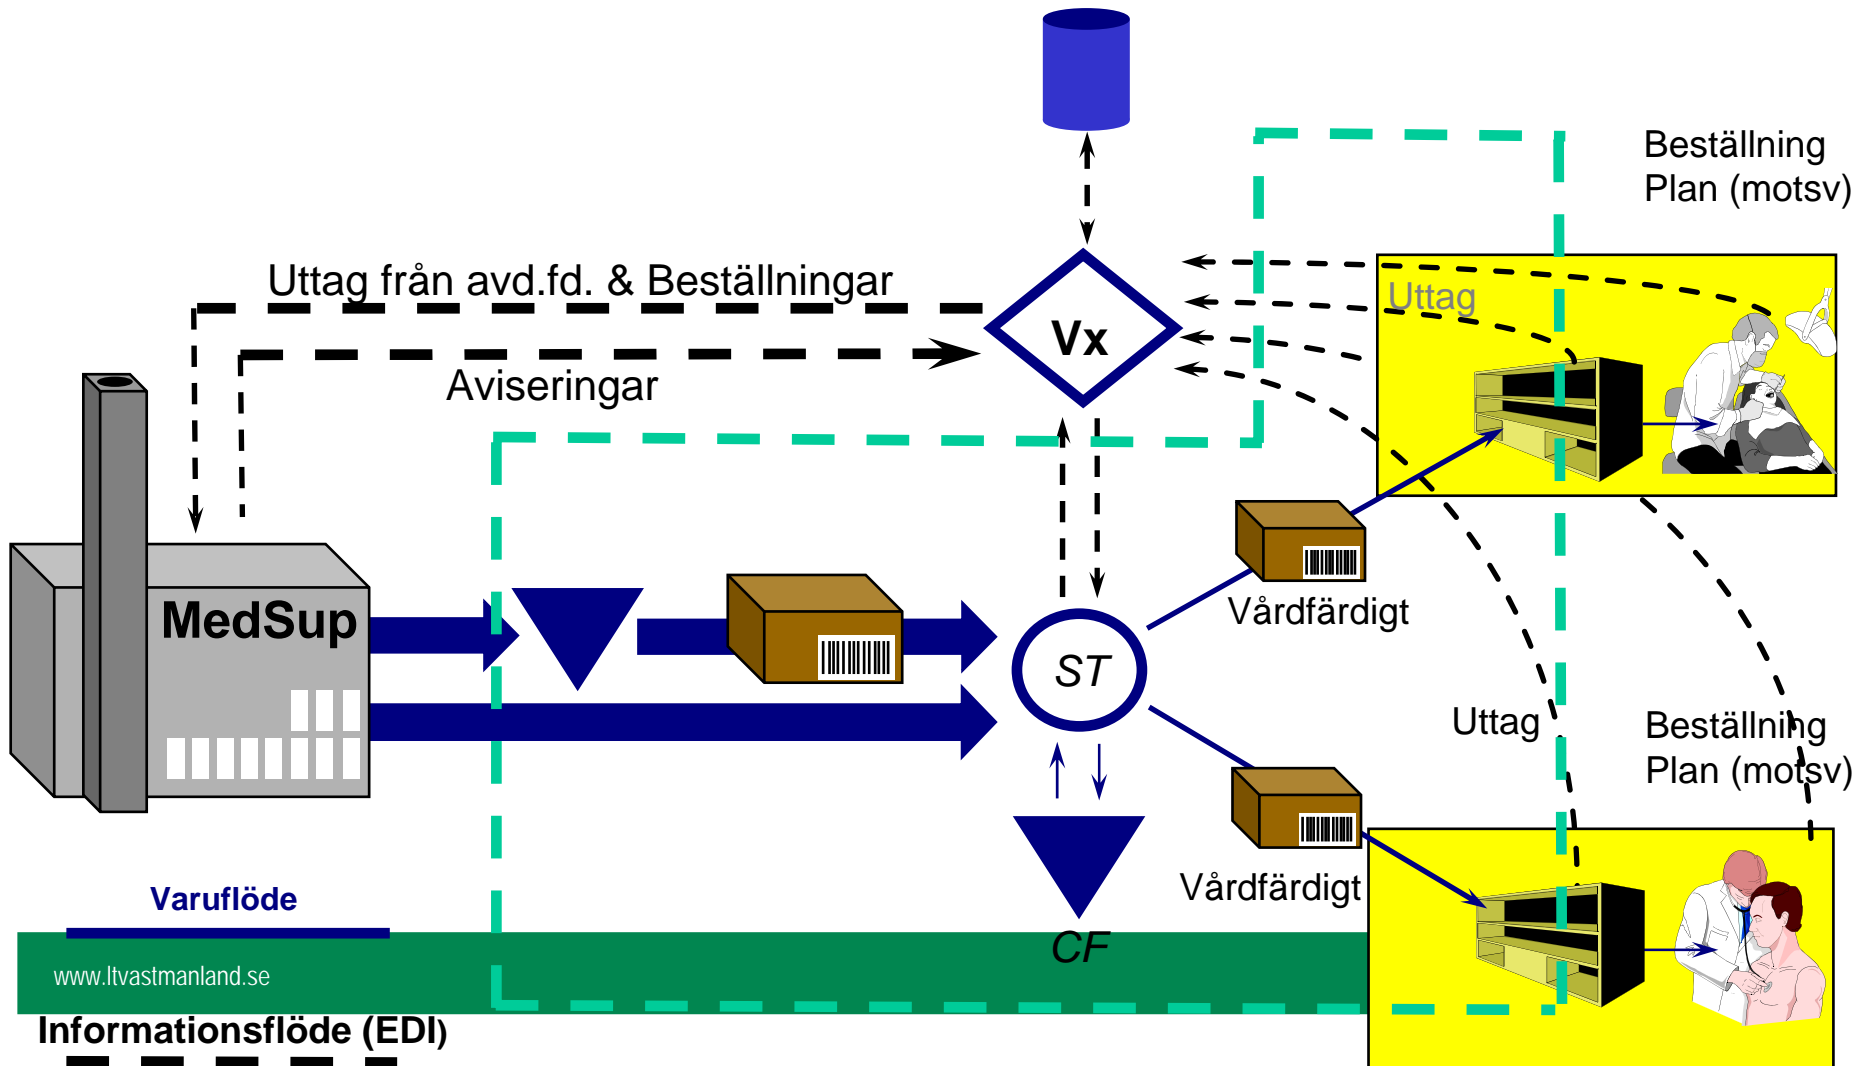 Beställning
Plan (motsv)
Uttag från avd.fd. & Beställningar
Uttag
Vx
Aviseringar
MedSup
Vårdfärdigt
ST
Uttag
Beställning
Plan (motsv)
Vårdfärdigt
Varuflöde
CF
www.ltvastmanland.se
Informationsflöde (EDI)